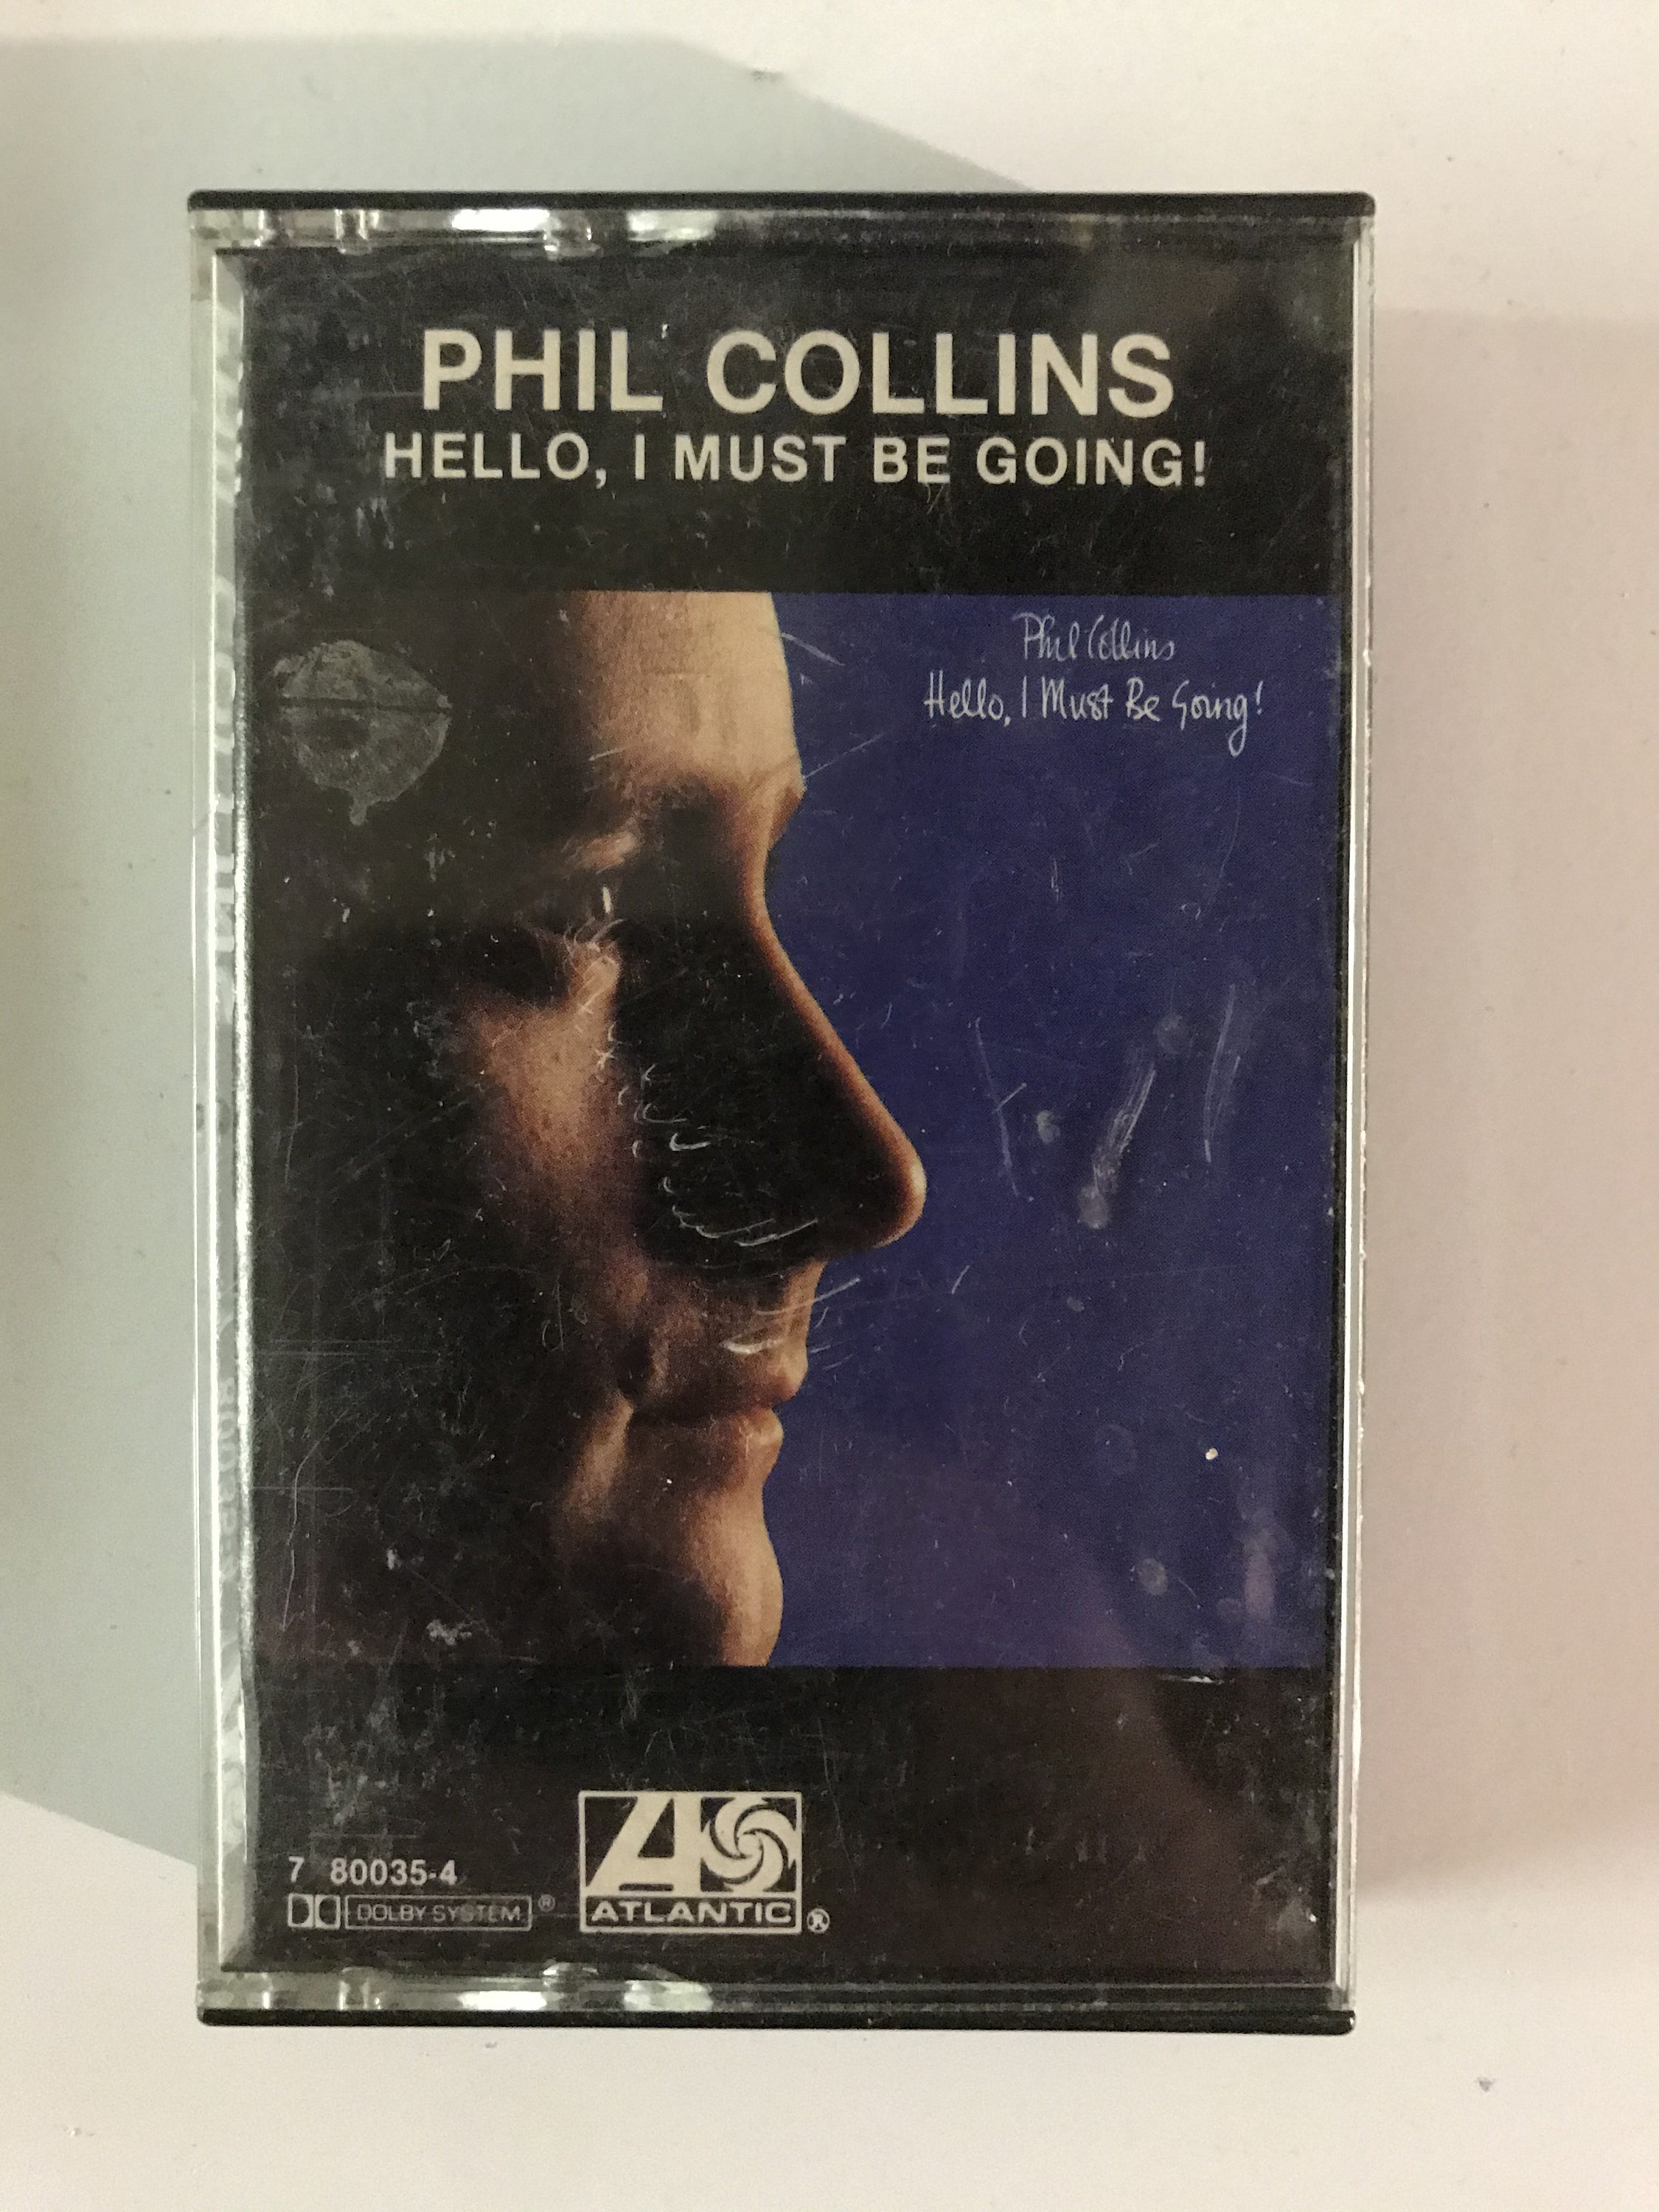 PHIL COLLINS
HELLO, I MUST BE GOING!
Phil Collins
Hello, I Must Be Going!
7 80035-4
DOLBY SYSTEM ®
ATLANTIC ®